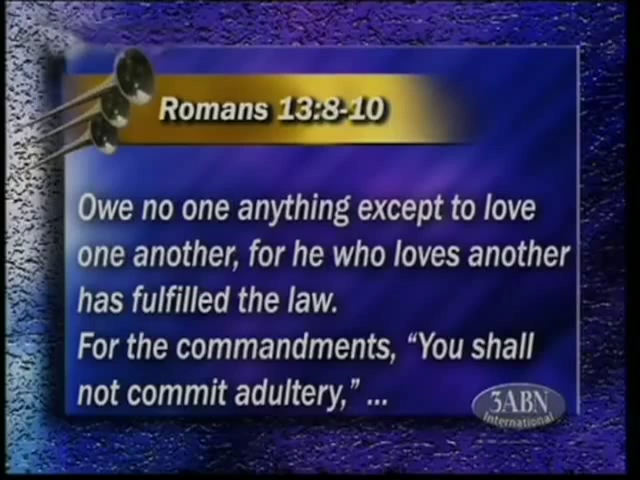 Romans 13:8-10
Owe no one anything except to love
one another, for he who loves another
has fulfilled the law.
For the commandments, “You shall
not commit adultery,” ...
3ABN
International